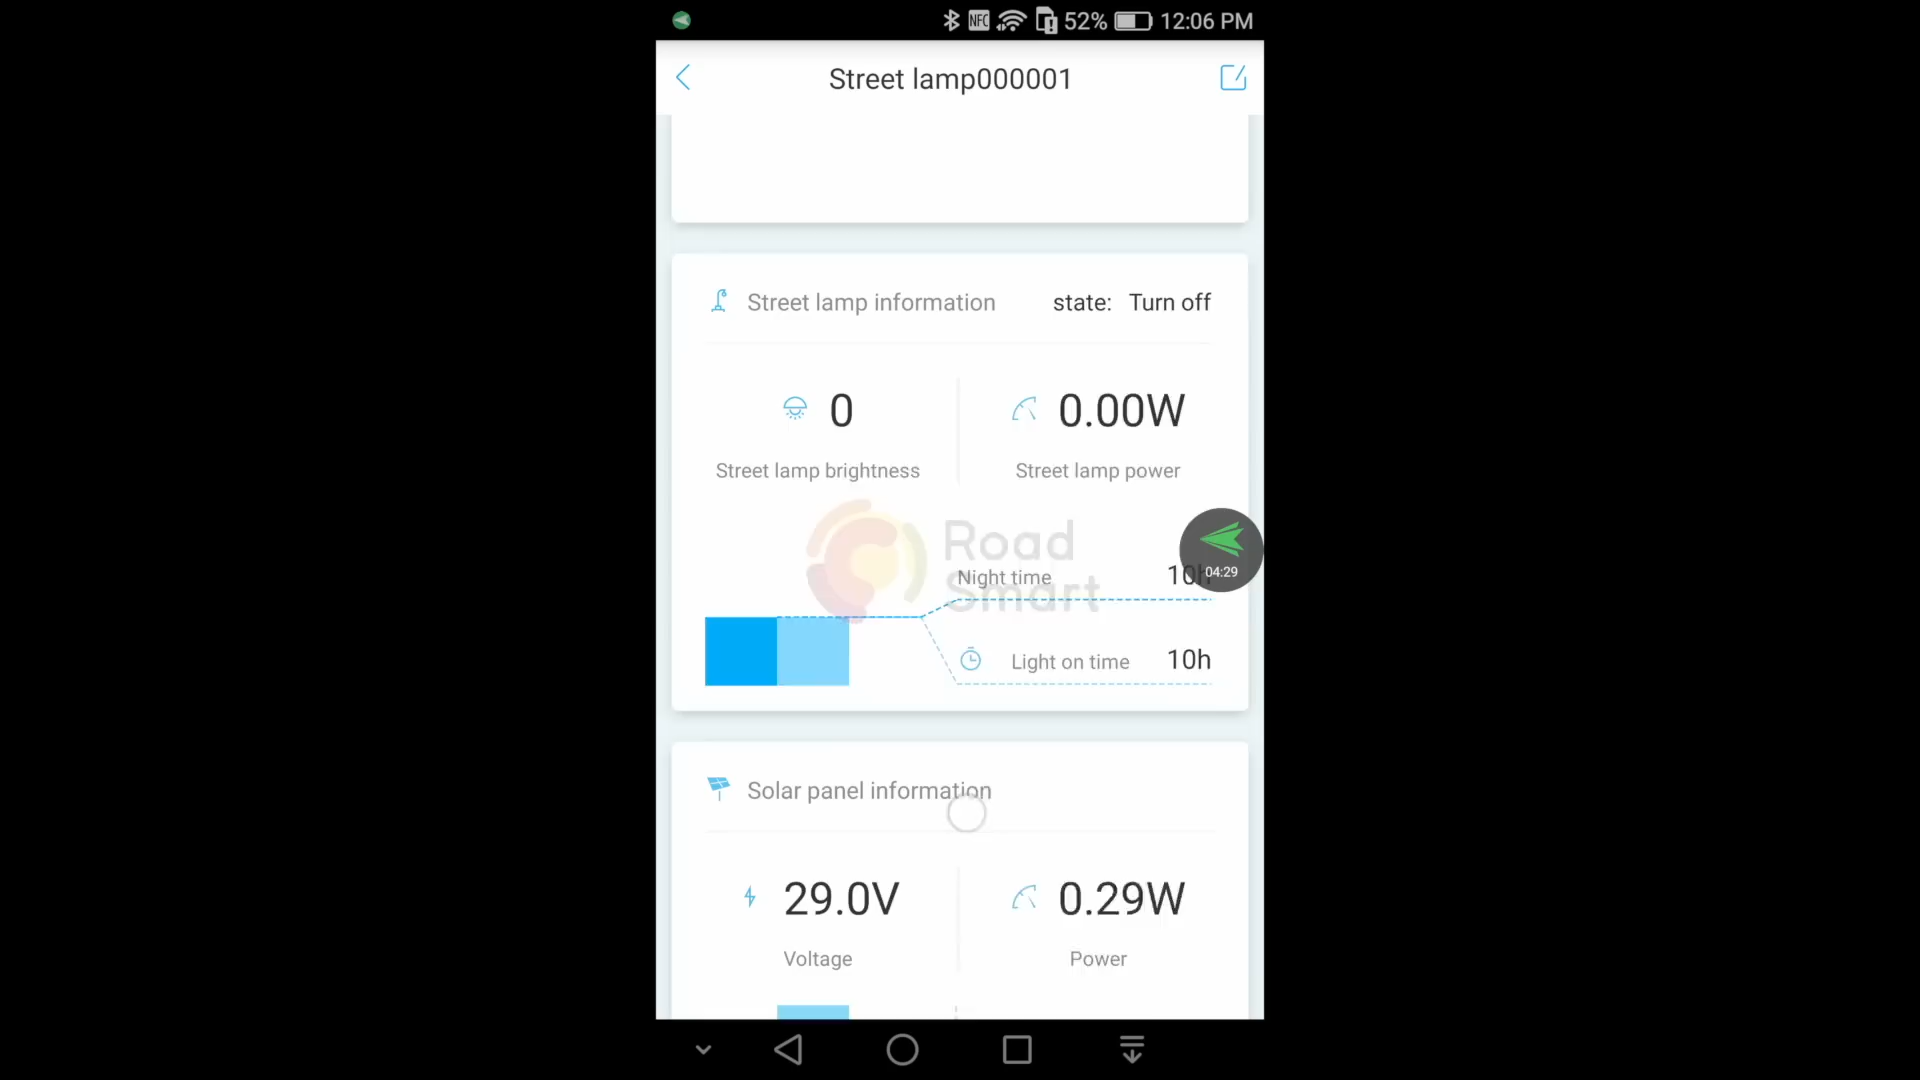 NFC 52% 12:06 PM
Street lamp000001
Street lamp information state: Turn off
0 0.00W
Street lamp brightness Street lamp power
Road
Smart
Night time 10h
04:29
Light on time 10h
Solar panel information
29.0V 0.29W
Voltage Power